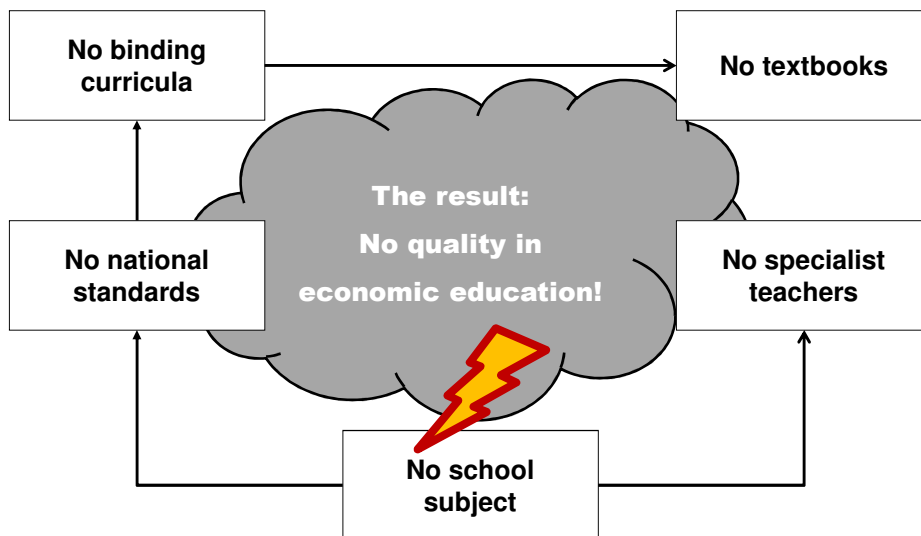 No binding
curricula
No textbooks
The result:
No quality in
economic education!
No national
standards
No specialist
teachers
No school
subject